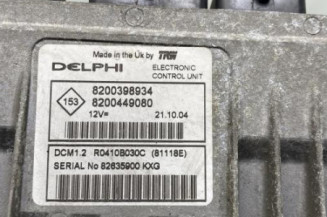 Made in the Uk by TRW
DELPHI ELECTRONIC CONTROL UNIT
153
8200398934
8200449080
12V= 21.10.04
DCM1.2 R0410B030C (81118E)
SERIAL No 82635900 KXG